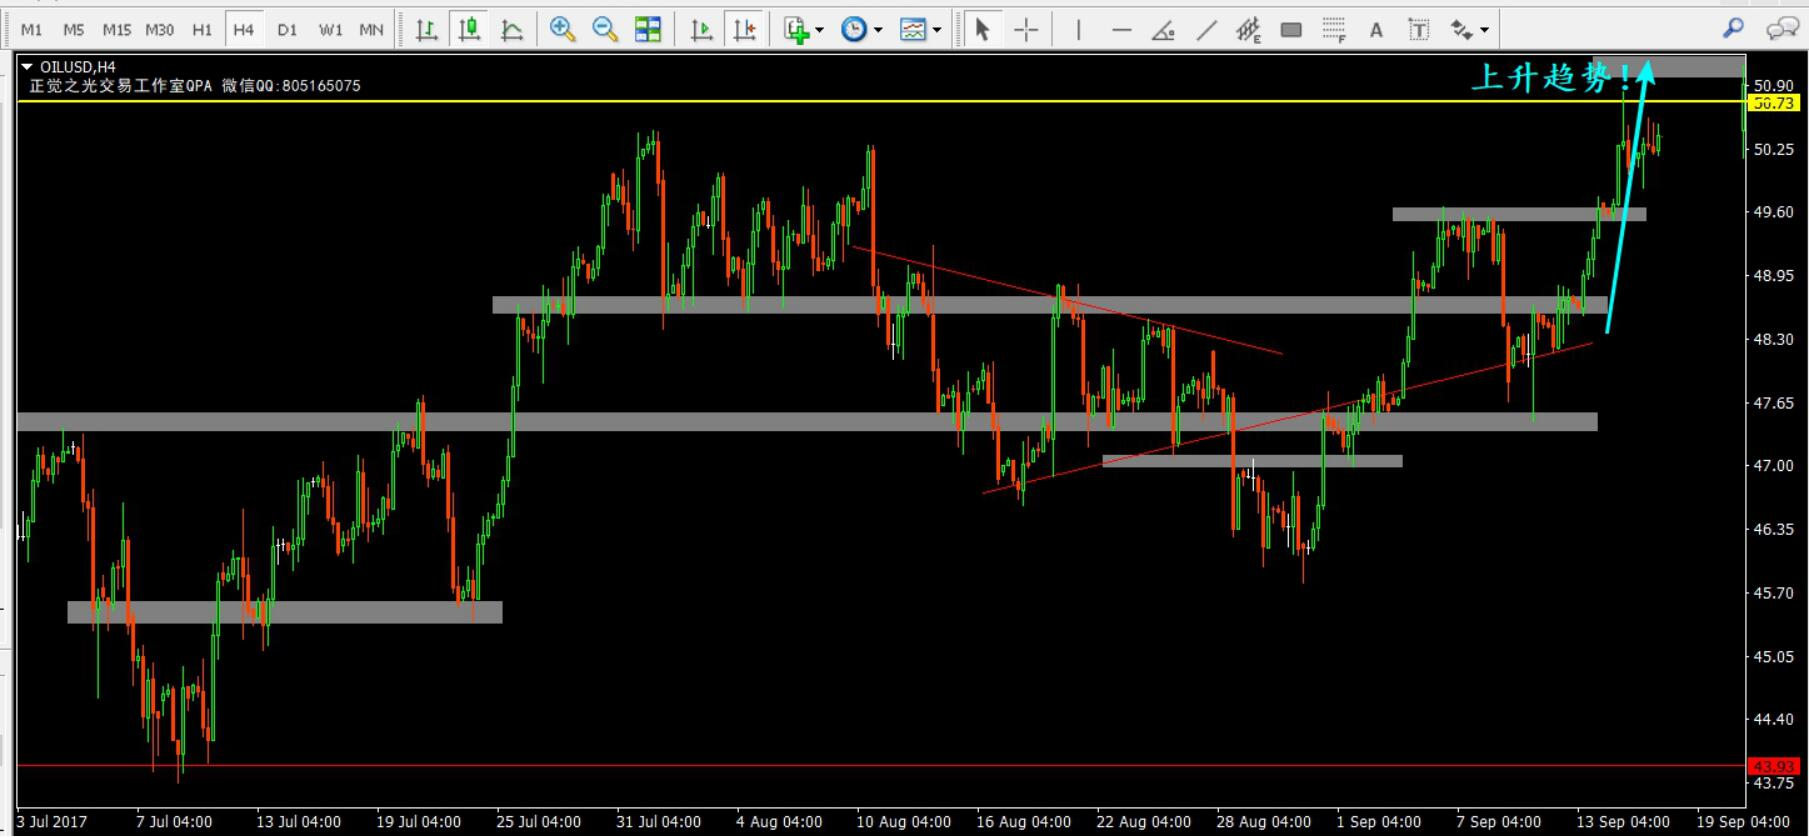 M1 M5 M15 M30 H1 H4 D1 W1 MN E F A T
OILUSD,H4
正觉之光交易工作室QPA 微信QQ:805165075
上升趋势!
50.90
50.73
50.25
49.60
48.95
48.30
47.65
47.00
46.35
45.70
45.05
44.40
43.93
43.75
3 Jul 2017 7 Jul 04:00 13 Jul 04:00 19 Jul 04:00 25 Jul 04:00 31 Jul 04:00 4 Aug 04:00 10 Aug 04:00 16 Aug 04:00 22 Aug 04:00 28 Aug 04:00 1 Sep 04:00 7 Sep 04:00 13 Sep 04:00 19 Sep 04:00